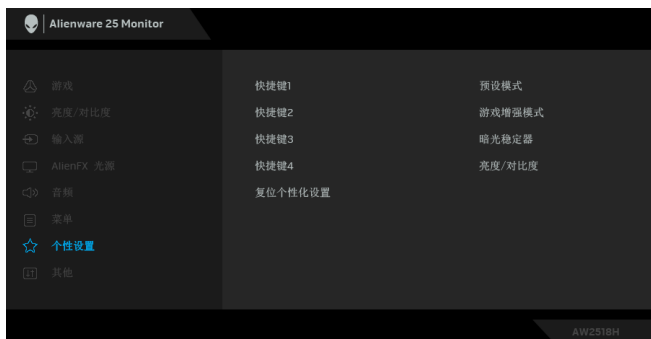 Alienware 25 Monitor
游戏
亮度/对比度
输入源
AlienFX 光源
音频
菜单
个性设置
其他
快捷键1 预设模式
快捷键2 游戏增强模式
快捷键3 暗光稳定器
快捷键4 亮度/对比度
复位个性化设置
AW2518H